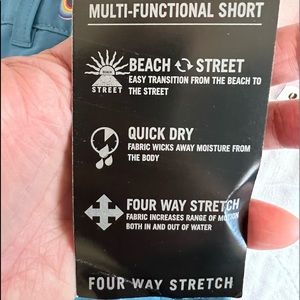 MULTI-FUNCTIONAL SHORT
BEACH STREET
EASY TRANSITION FROM THE BEACH TO
THE STREET
BEACH
STREET
QUICK DRY
FABRIC WICKS AWAY MOISTURE FROM
THE BODY
FOUR WAY STRETCH
FABRIC INCREASES RANGE OF MOTION
BOTH IN AND OUT OF WATER
FOUR WAY STRETCH